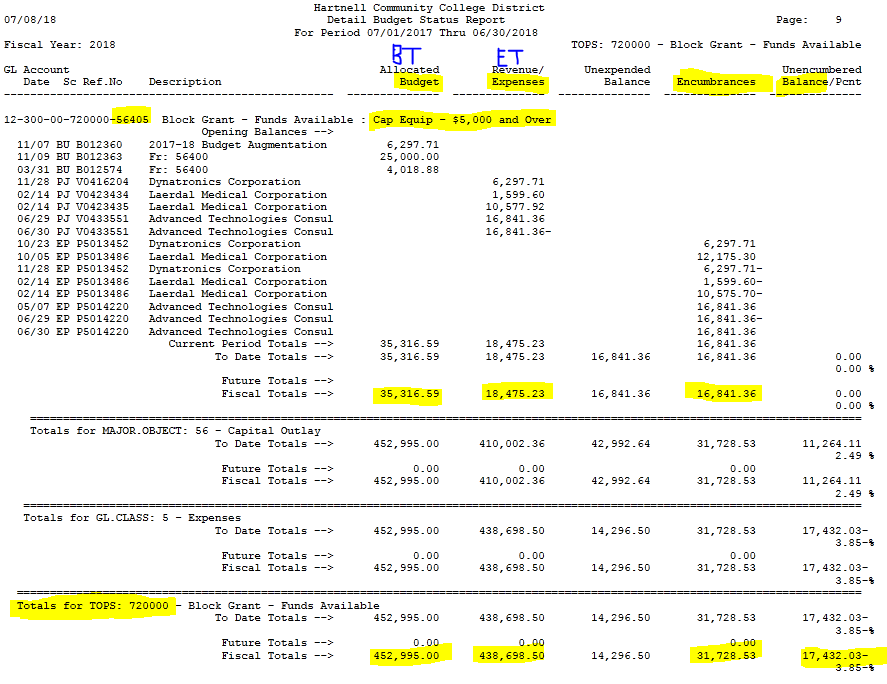 Hartnell Community College District
07/08/18 Detail Budget Status Report Page: 9
For Period 07/01/2017 Thru 06/30/2018
Fiscal Year: 2018 BT ET TOPS: 720000 - Block Grant - Funds Available
GL Account Allocated Revenue/ Unexpended Unencumbered
Date Sc Ref.No Description Budget Expenses Balance Encumbrances Balance/Pcnt
12-300-00-720000-56405 Block Grant - Funds Available : Cap Equip - $5,000 and Over
Opening Balances -->
11/07 BU B012360 2017-18 Budget Augmentation 6,297.71
11/09 BU B012363 Fr: 56400 25,000.00
03/31 BU B012574 Fr: 56400 4,018.88
11/28 PJ V0416204 Dynatronics Corporation 6,297.71
02/14 PJ V0423434 Laerdal Medical Corporation 1,599.60
02/14 PJ V0423435 Laerdal Medical Corporation 10,577.92
06/29 PJ V0433551 Advanced Technologies Consul 16,841.36
06/30 PJ V0433551 Advanced Technologies Consul 16,841.36-
10/23 EP P5013452 Dynatronics Corporation 6,297.71
10/05 EP P5013486 Laerdal Medical Corporation 12,175.30
11/28 EP P5013452 Dynatronics Corporation 6,297.71-
02/14 EP P5013486 Laerdal Medical Corporation 1,599.60-
02/14 EP P5013486 Laerdal Medical Corporation 10,575.70-
05/07 EP P5014220 Advanced Technologies Consul 16,841.36
06/29 EP P5014220 Advanced Technologies Consul 16,841.36-
06/30 EP P5014220 Advanced Technologies Consul 16,841.36
Current Period Totals --> 35,316.59 18,475.23 16,841.36
To Date Totals --> 35,316.59 18,475.23 16,841.36 16,841.36 0.00
0.00 %
Future Totals -->
Fiscal Totals --> 35,316.59 18,475.23 16,841.36 16,841.36 0.00
0.00 %
Totals for MAJOR.OBJECT: 56 - Capital Outlay
To Date Totals --> 452,995.00 410,002.36 42,992.64 31,728.53 11,264.11
2.49 %
Future Totals --> 0.00 0.00 0.00
Fiscal Totals --> 452,995.00 410,002.36 42,992.64 31,728.53 11,264.11
2.49 %
Totals for GL.CLASS: 5 - Expenses
To Date Totals --> 452,995.00 438,698.50 14,296.50 31,728.53 17,432.03-
3.85-%
Future Totals --> 0.00 0.00 0.00
Fiscal Totals --> 452,995.00 438,698.50 14,296.50 31,728.53 17,432.03-
3.85-%
Totals for TOPS: 720000 - Block Grant - Funds Available
To Date Totals --> 452,995.00 438,698.50 14,296.50 31,728.53 17,432.03-
3.85-%
Future Totals --> 0.00 0.00 0.00
Fiscal Totals --> 452,995.00 438,698.50 14,296.50 31,728.53 17,432.03-
3.85-%